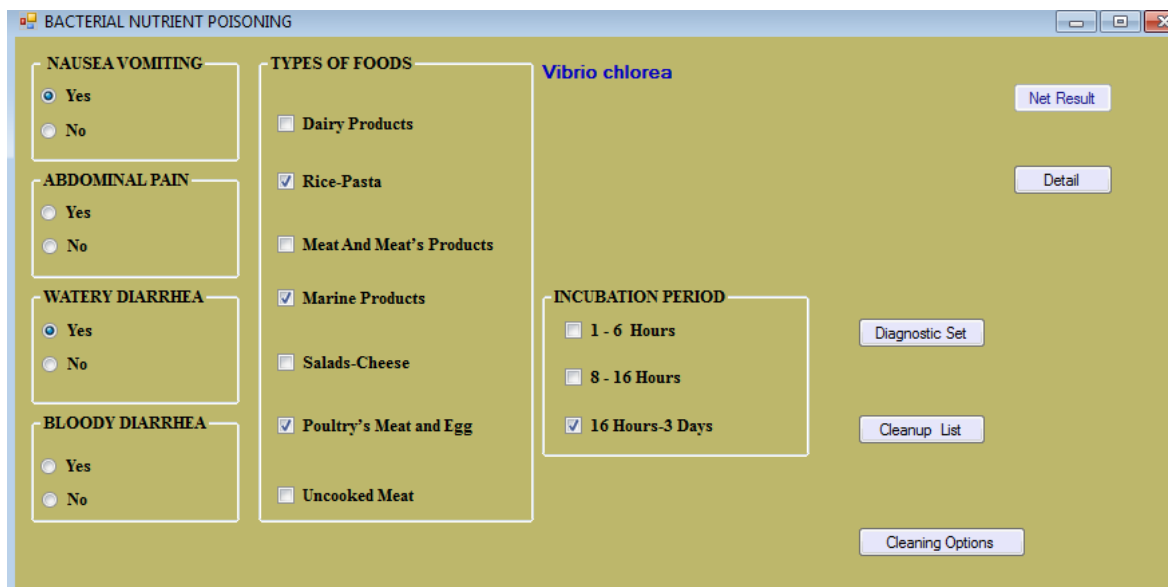 BACTERIAL NUTRIENT POISONING
NAUSEA VOMITING
Yes
No
ABDOMINAL PAIN
Yes
No
WATERY DIARRHEA
Yes
No
BLOODY DIARRHEA
Yes
No
TYPES OF FOODS
Dairy Products
Rice-Pasta
Meat And Meat's Products
Marine Products
Salads-Cheese
Poultry's Meat and Egg
Uncooked Meat
Vibrio chlorea
INCUBATION PERIOD
1 - 6 Hours
8 - 16 Hours
16 Hours-3 Days
Net Result
Detail
Diagnostic Set
Cleanup List
Cleaning Options